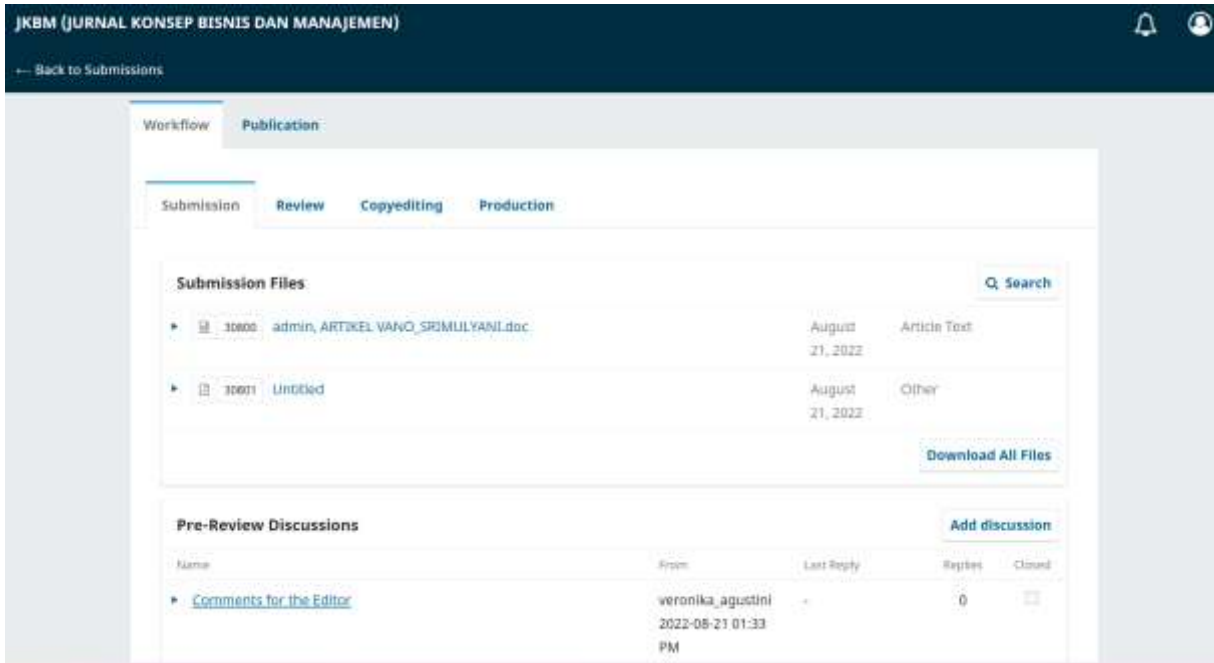 JKBM (JURNAL KONSEP BISNIS DAN MANAJEMEN)
← Back to Submissions
Workflow Publication
Submission Review Copyediting Production
Submission Files
Search
30800 admin, ARTIKEL VANO_SRIMULYANI.doc August 21, 2022 Article Text
30801 Untitled August 21, 2022 Other
Download All Files
Pre-Review Discussions
Add discussion
Name From Last Reply Replies Closed
Comments for the Editor veronika_agustini - 0
2022-08-21 01:33
PM